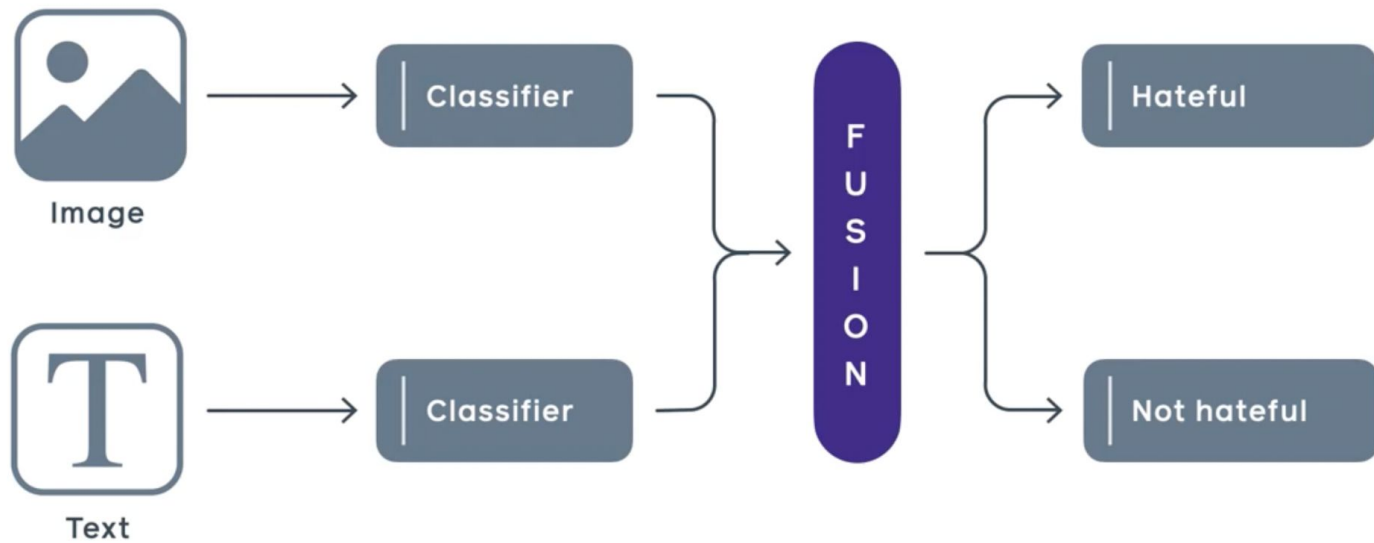 Image
Classifier
Text
Classifier
FUSION
Hateful
Not hateful